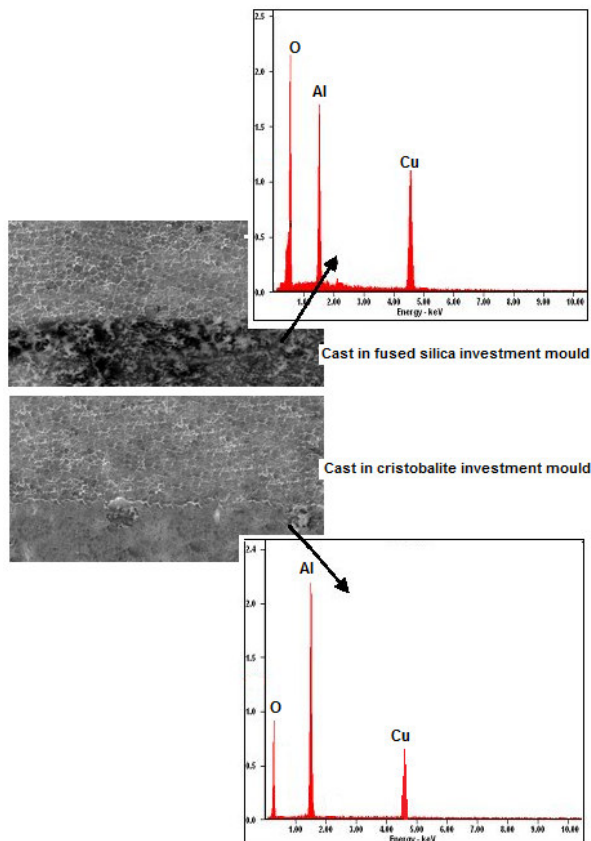 2.5
O
2.0
Al
1.5
Cu
1.0
0.5
0.0
1.00 2.00 3.00 4.00 5.00 6.00 7.00 8.00 9.00 10.00
Energy - keV
Cast in fused silica investment mould
Cast in cristobalite investment mould
2.4
Al
2.0
1.5
1.0
O
Cu
0.5
0.0
1.00 2.00 3.00 4.00 5.00 6.00 7.00 8.00 9.00 10.00
Energy - keV